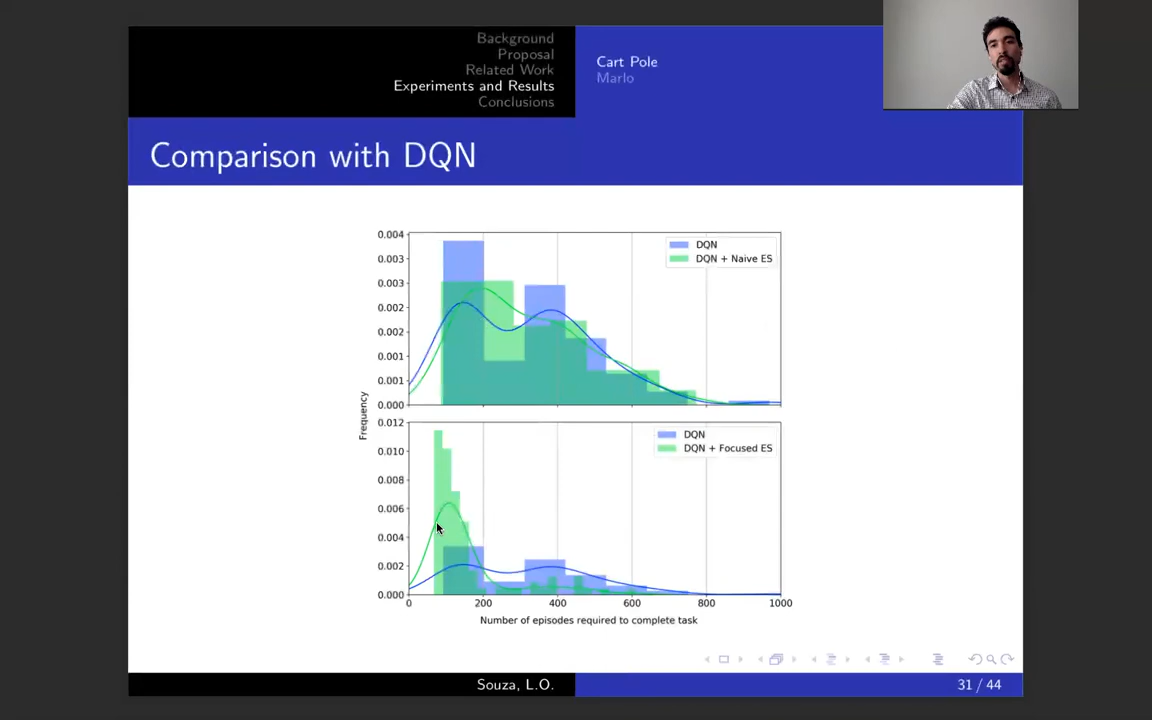 Background
Proposal
Related Work
Experiments and Results
Conclusions
Cart Pole
Marlo
Comparison with DQN
0.004
0.003
0.003
0.002
0.002
0.001
0.001
0.000
DQN
DQN + Naive ES
Frequency
0.012
0.010
0.008
0.006
0.004
0.002
0.000
DQN
DQN + Focused ES
0 200 400 600 800 1000
Number of episodes required to complete task
Souza, L.O.
31 / 44